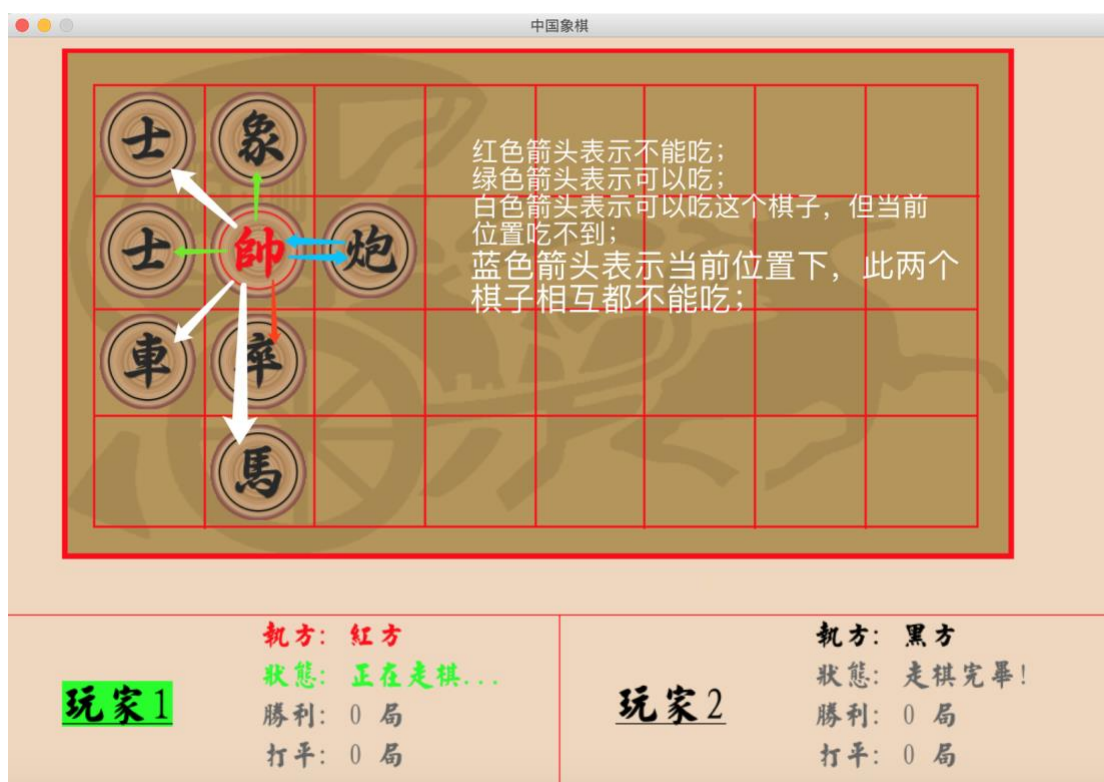 中国象棋
士 象
士 帥 炮
車 卒
馬
红色箭头表示不能吃；
绿色箭头表示可以吃；
白色箭头表示可以吃这个棋子，但当前
位置吃不到；
蓝色箭头表示当前位置下，此两个
棋子相互都不能吃；
玩家1
執方： 紅方
狀態： 正在走棋...
勝利： 0 局
打平： 0 局
玩家2
執方： 黑方
狀態： 走棋完畢！
勝利： 0 局
打平： 0 局